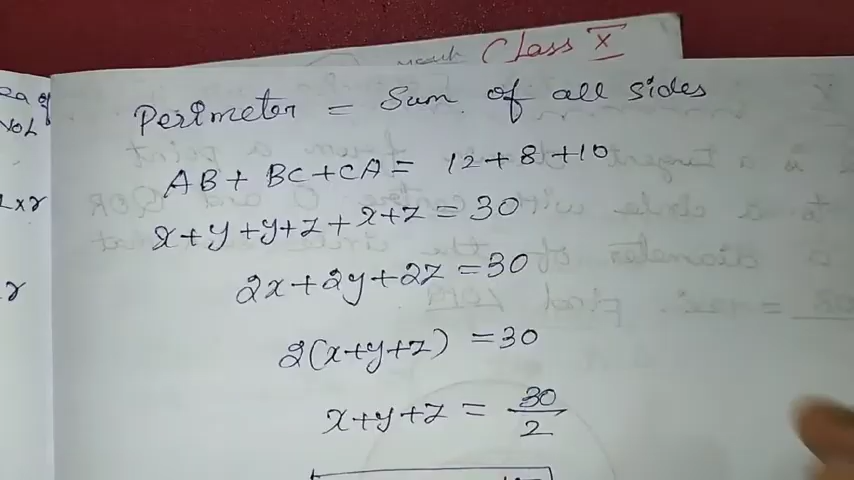 Class X
Perimeter = Sum of all sides
AB + BC + CA = 12 + 8 + 10
x + y + y + z + x + z = 30
2x + 2y + 2z = 30
2(x + y + z) = 30
x + y + z = 30/2